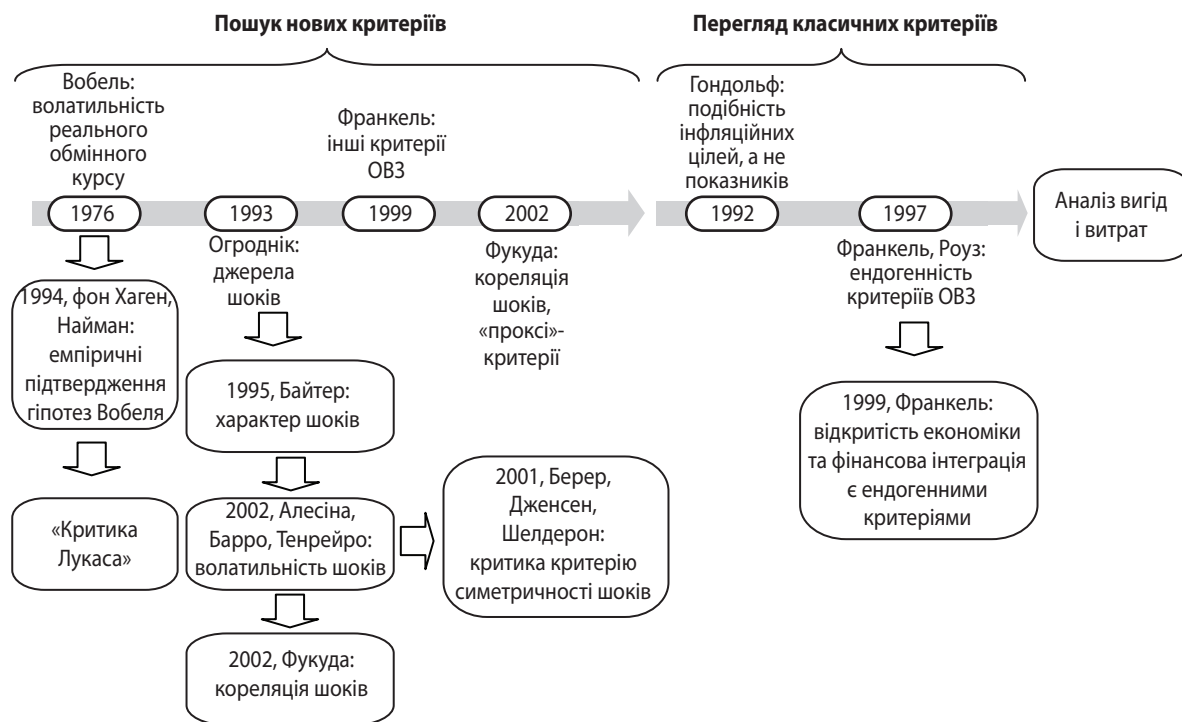 Пошук нових критеріїв
Перегляд класичних критеріїв
Вобель:
волатильність
реального
обмінного
курсу
Франкель:
інші критерії
ОВЗ
Гондольф:
подібність
інфляційних
цілей, а не
показників
1976
1993
1999
2002
1992
1997
Аналіз вигід
і витрат
Огроднік:
джерела
шоків
Фукуда:
кореляція
шоків,
«проксі»-
критерії
Франкель, Роуз:
ендогенність
критеріїв ОВЗ
1994, фон Хаген,
Найман:
емпіричні
підтвердження
гіпотез Вобеля
1995, Байтер:
характер шоків
1999, Франкель:
відкритість економіки
та фінансова інтеграція
є ендогенними
критеріями
«Критика
Лукаса»
2002, Алесіна,
Барро, Тенрейро:
волатильність шоків
2001, Берер,
Дженсен,
Шелдерон:
критика критерію
симетричності шоків
2002, Фукуда:
кореляція шоків